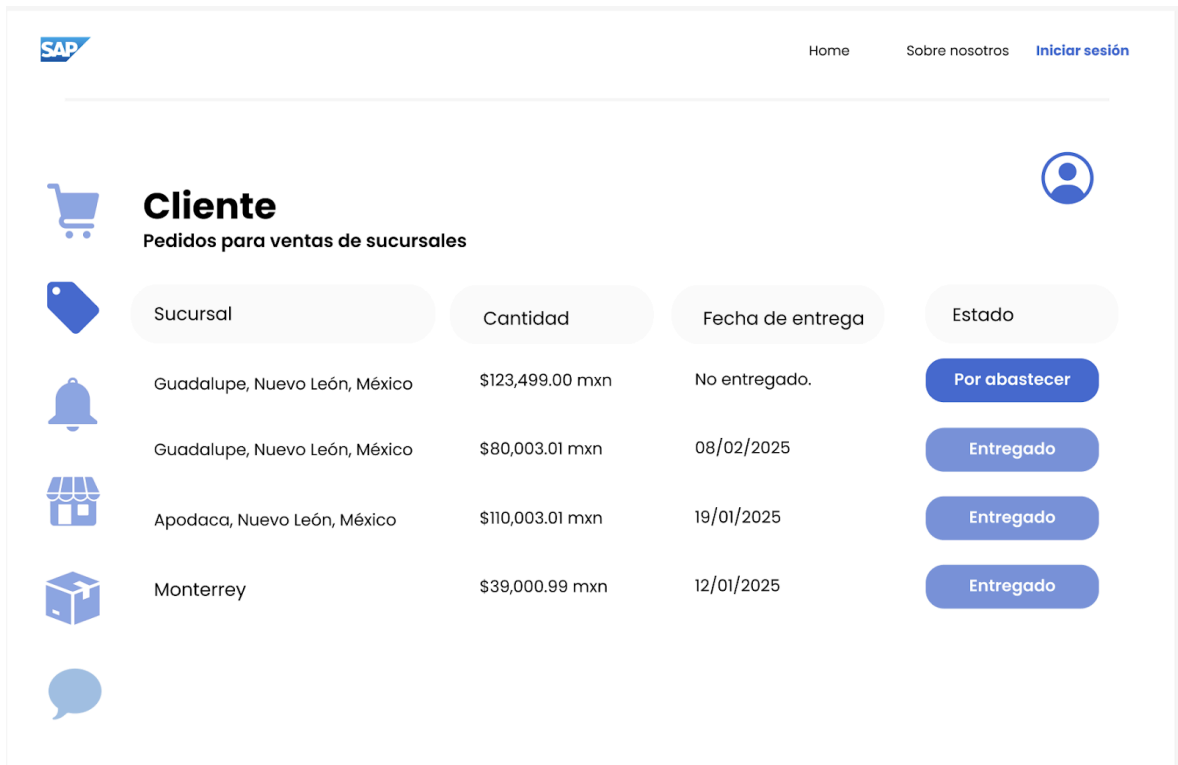 SAP
Home Sobre nosotros Iniciar sesión
Cliente
Pedidos para ventas de sucursales
Sucursal Cantidad Fecha de entrega Estado
Guadalupe, Nuevo León, México $123,499.00 mxn No entregado. Por abastecer
Guadalupe, Nuevo León, México $80,003.01 mxn 08/02/2025 Entregado
Apodaca, Nuevo León, México $110,003.01 mxn 19/01/2025 Entregado
Monterrey $39,000.99 mxn 12/01/2025 Entregado